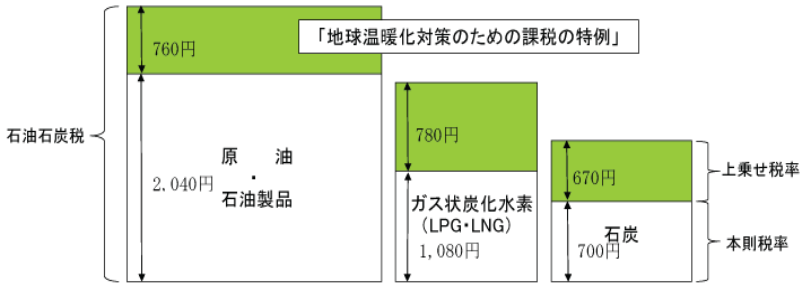 「地球温暖化対策のための課税の特例」
760円
石油石炭税
2,040円
原　油
・
石油製品
780円
ガス状炭化水素
（LPG・LNG）
1,080円
670円
石炭
700円
上乗せ税率
本則税率